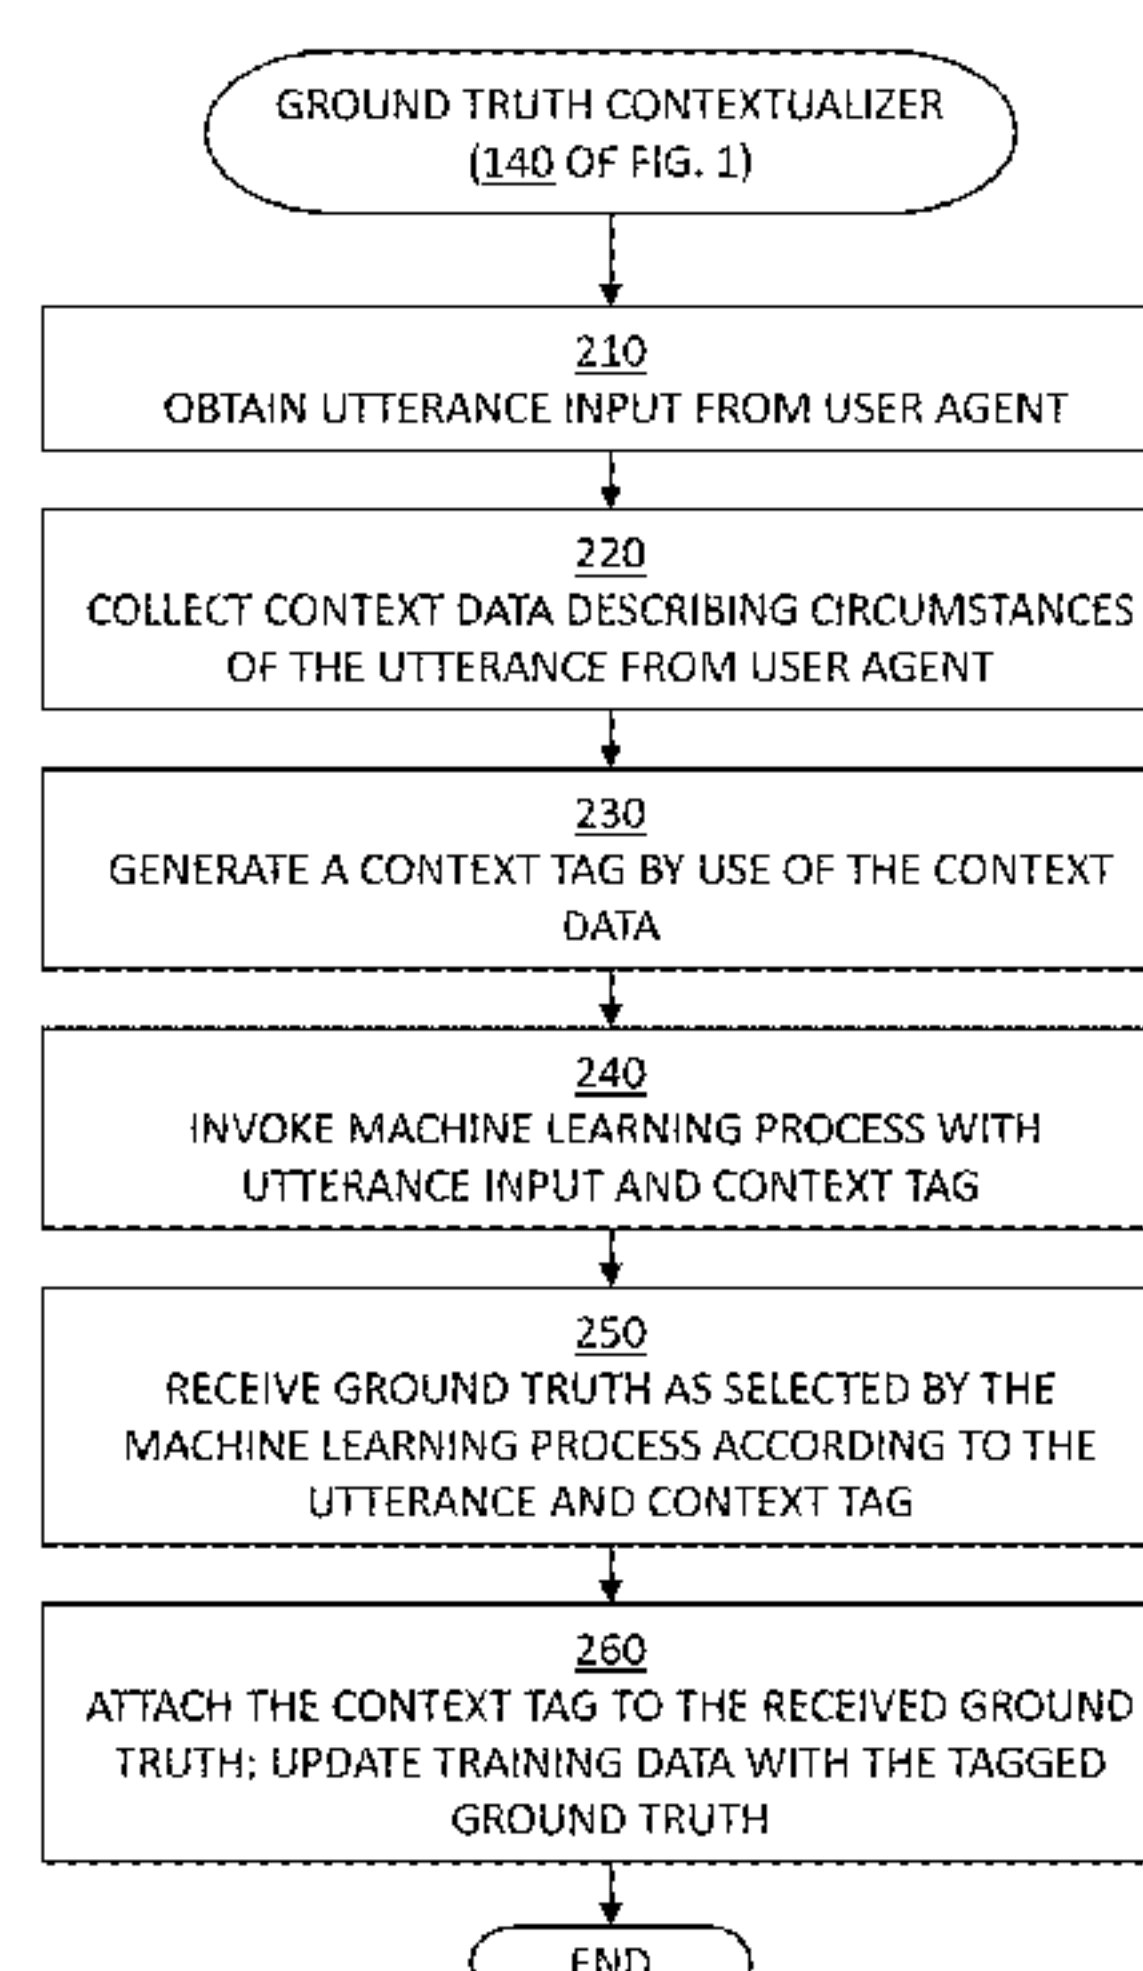 GROUND TRUTH CONTEXTUALIZER
(140 OF FIG. 1)
210
OBTAIN UTTERANCE INPUT FROM USER AGENT
220
COLLECT CONTEXT DATA DESCRIBING CIRCUMSTANCES
OF THE UTTERANCE FROM USER AGENT
230
GENERATE A CONTEXT TAG BY USE OF THE CONTEXT
DATA
240
INVOKE MACHINE LEARNING PROCESS WITH
UTTERANCE INPUT AND CONTEXT TAG
250
RECEIVE GROUND TRUTH AS SELECTED BY THE
MACHINE LEARNING PROCESS ACCORDING TO THE
UTTERANCE AND CONTEXT TAG
260
ATTACH THE CONTEXT TAG TO THE RECEIVED GROUND
TRUTH; UPDATE TRAINING DATA WITH THE TAGGED
GROUND TRUTH
END